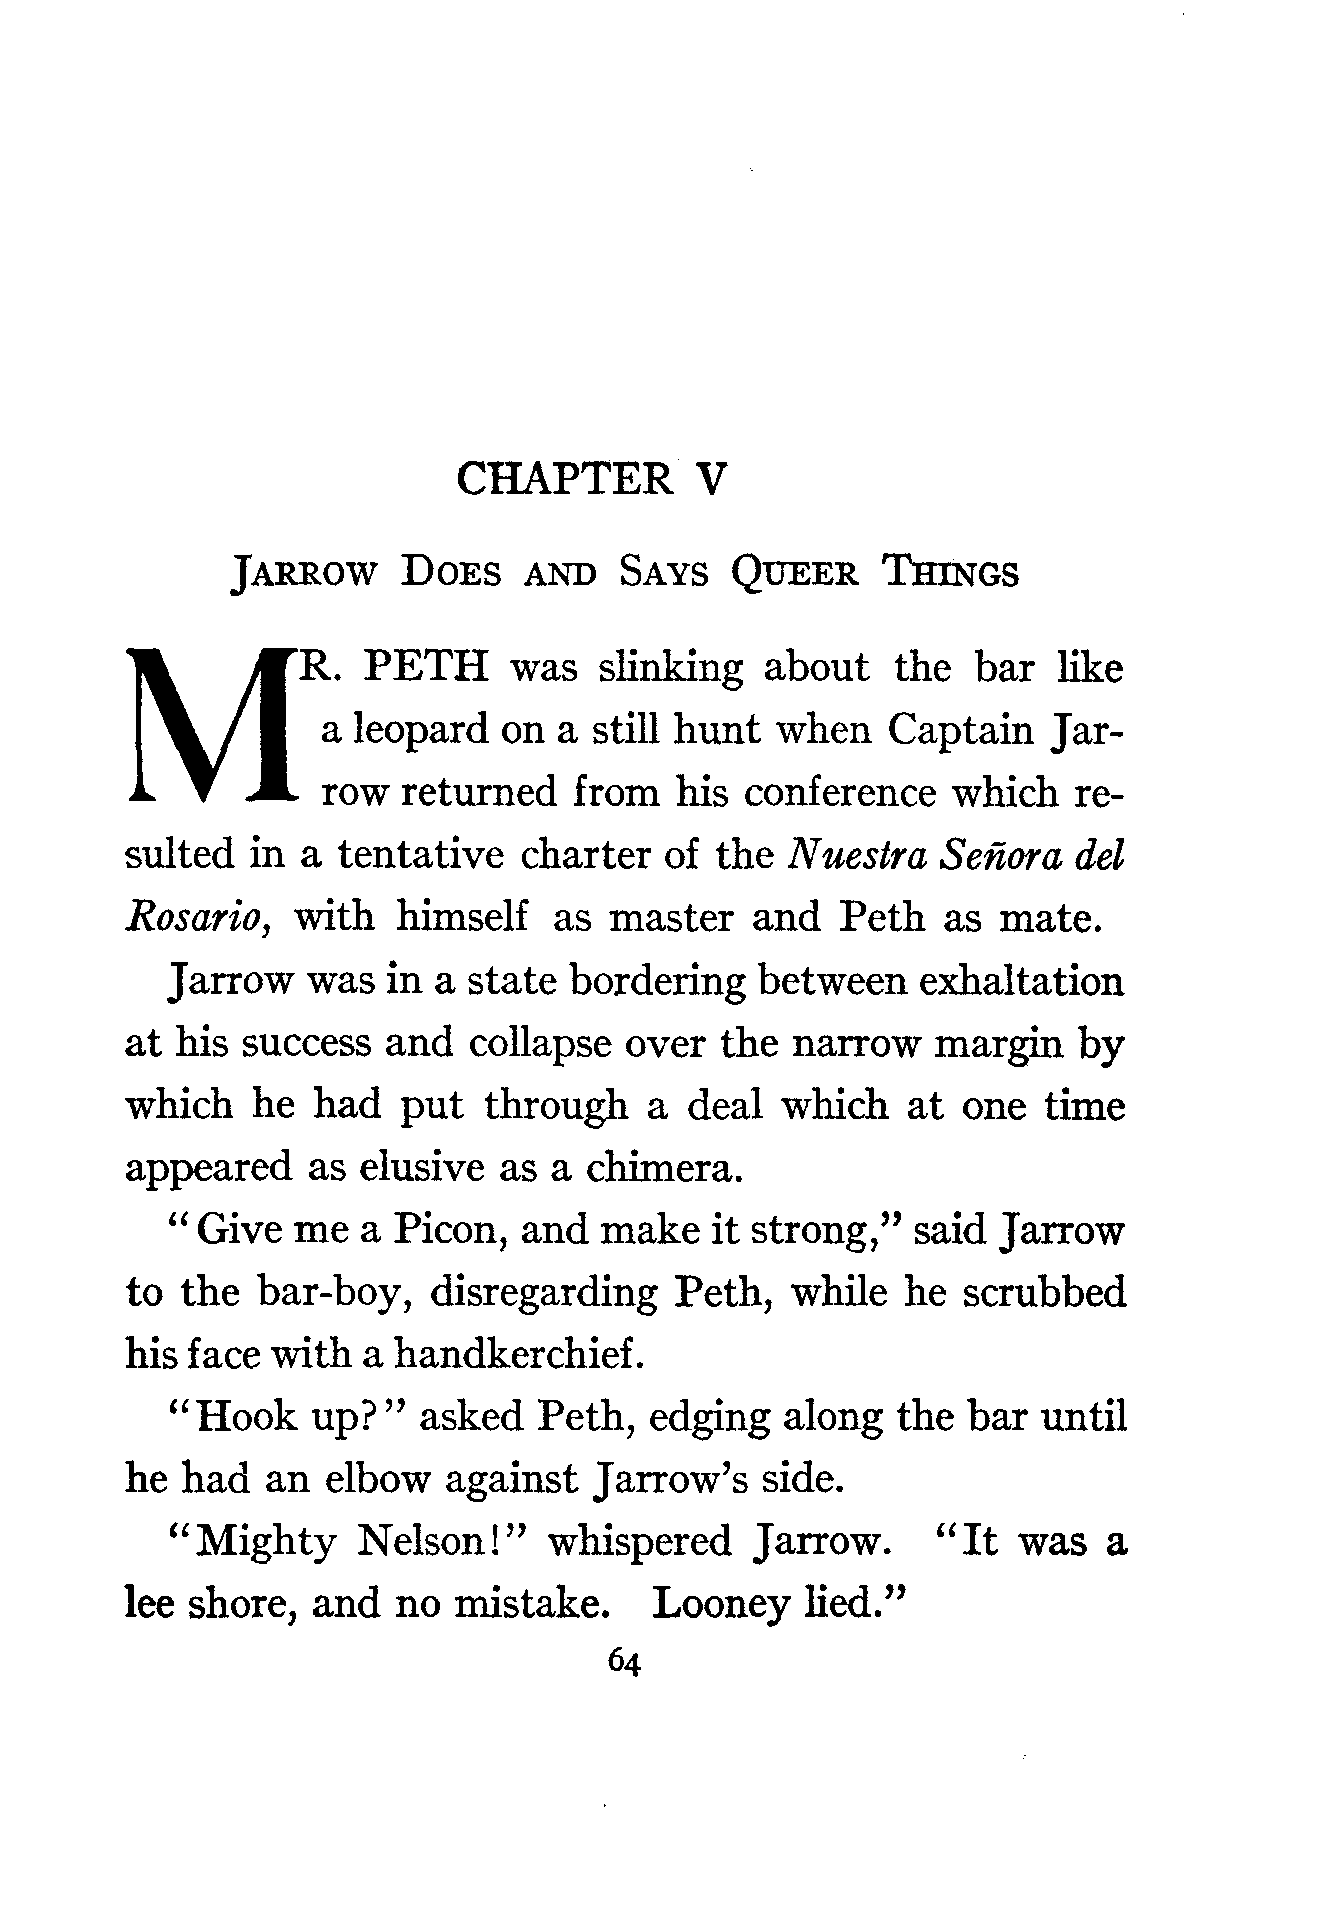 CHAPTER V
Jarrow Does and Says Queer Things
MR. PETH was slinking about the bar like
a leopard on a still hunt when Captain Jar-
row returned from his conference which re-
sulted in a tentative charter of the Nuestra Señora del
Rosario, with himself as master and Peth as mate.
Jarrow was in a state bordering between exhaltation
at his success and collapse over the narrow margin by
which he had put through a deal which at one time
appeared as elusive as a chimera.
“Give me a Picon, and make it strong,” said Jarrow
to the bar-boy, disregarding Peth, while he scrubbed
his face with a handkerchief.
“Hook up?” asked Peth, edging along the bar until
he had an elbow against Jarrow’s side.
“Mighty Nelson!” whispered Jarrow. “It was a
lee shore, and no mistake. Looney lied.”
64